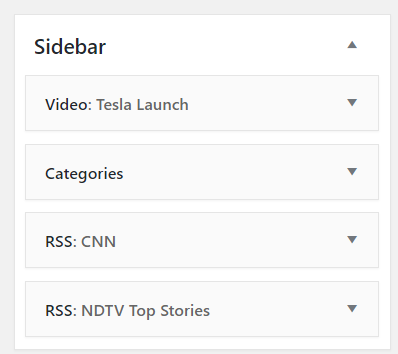 Sidebar
Video: Tesla Launch
Categories
RSS: CNN
RSS: NDTV Top Stories